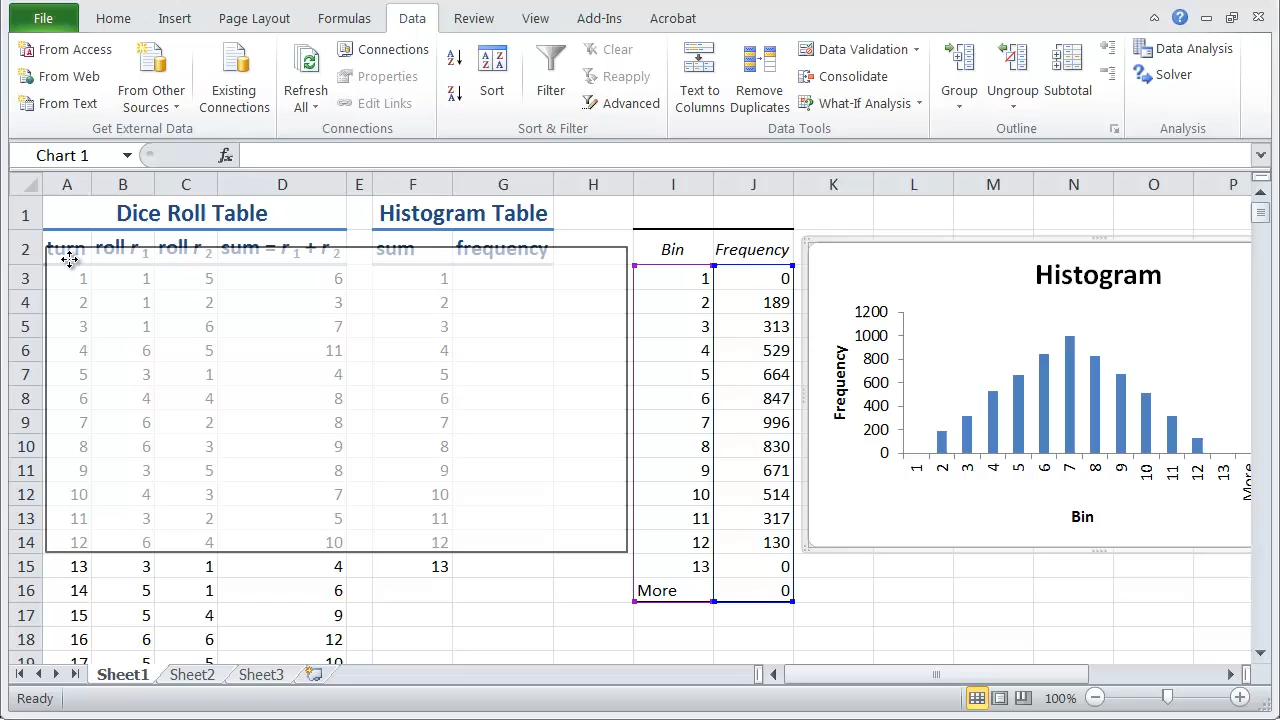 File Home Insert Page Layout Formulas Data Review View Add-Ins Acrobat
From Access
From Web
From Text
From Other
Sources
Existing
Connections
Get External Data
Refresh
All
Connections
Properties
Edit Links
Connections
Sort
Filter
Clear
Reapply
Advanced
Sort & Filter
Text to
Columns
Remove
Duplicates
Data Validation
Consolidate
What-If Analysis
Data Tools
Group
Ungroup
Subtotal
Outline
Data Analysis
Solver
Analysis
Chart 1 fx
A B C D E F G H I J K L M N O P
1 Dice Roll Table Histogram Table
2 turn roll r 1 roll r 2 sum = r 1 + r 2 sum frequency Bin Frequency
3 1 1 5 6 1 1 0
4 2 1 2 3 2 2 189
5 3 1 6 7 3 3 313
6 4 6 5 11 4 4 529
7 5 3 1 4 5 5 664
8 6 4 4 8 6 6 847
9 7 6 2 8 7 7 996
10 8 6 3 9 8 8 830
11 9 3 5 8 9 9 671
12 10 4 3 7 10 10 514
13 11 3 2 5 11 11 317
14 12 6 4 10 12 12 130
15 13 3 1 4 13 13 0
16 14 5 1 6 More 0
17 15 5 4 9
18 16 6 6 12
19 17 5 5 10
Histogram
Frequency
1200
1000
800
600
400
200
0
1 2 3 4 5 6 7 8 9 10 11 12 13 More
Bin
Sheet1 Sheet2 Sheet3
Ready 100%